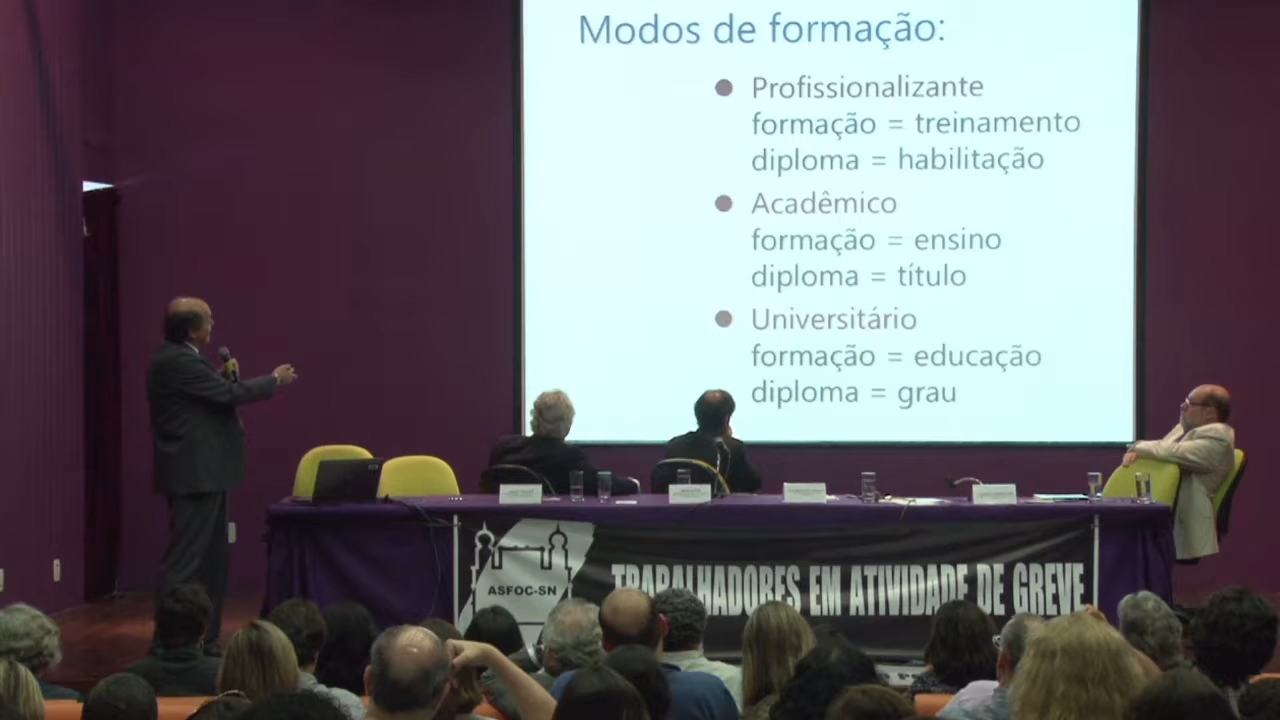 Modos de formação:
Profissionalizante
formação = treinamento
diploma = habilitação
Acadêmico
formação = ensino
diploma = título
Universitário
formação = educação
diploma = grau
ASFOC-SN
TRABALHADORES EM ATIVIDADE DE GREVE